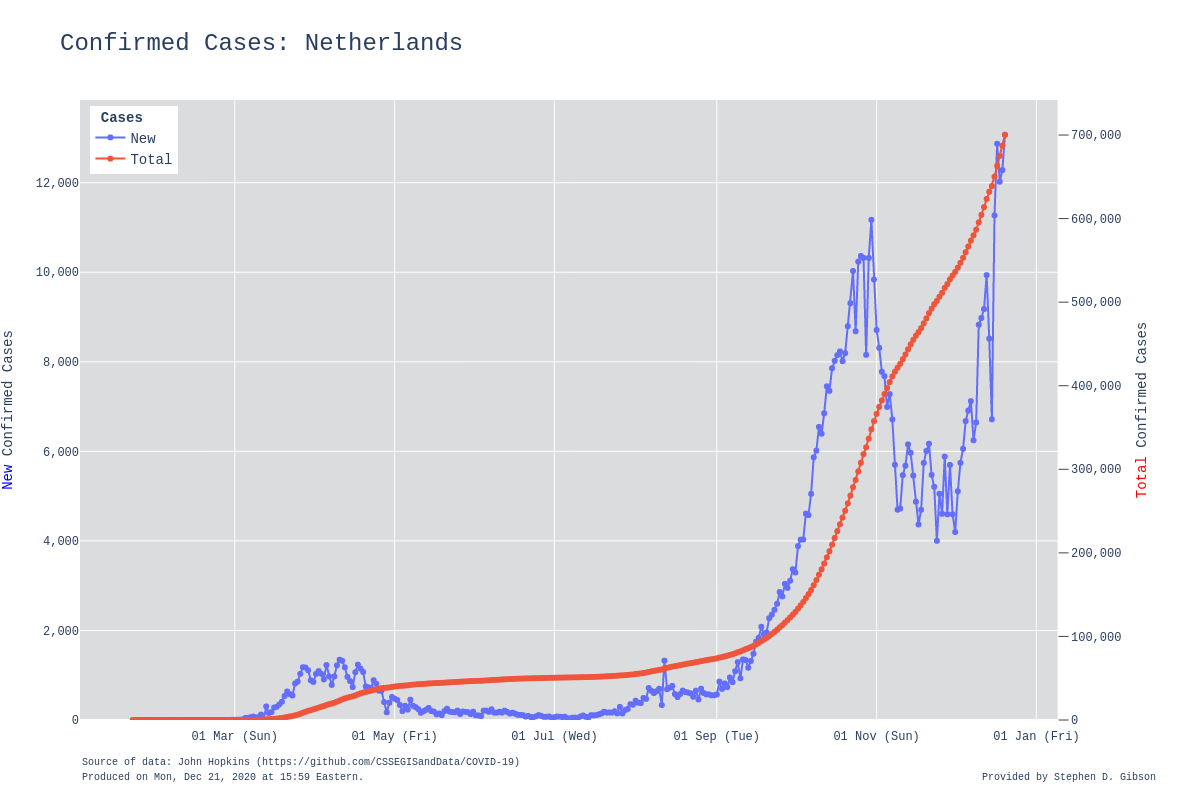 Confirmed Cases: Netherlands
Cases
New
Total
12,000
10,000
8,000
6,000
4,000
2,000
0
New Confirmed Cases
700,000
600,000
500,000
400,000
300,000
200,000
100,000
0
Total Confirmed Cases
01 Mar (Sun)
01 May (Fri)
01 Jul (Wed)
01 Sep (Tue)
01 Nov (Sun)
01 Jan (Fri)
Source of data: John Hopkins (https://github.com/CSSEGISandData/COVID-19)
Produced on Mon, Dec 21, 2020 at 15:59 Eastern.
Provided by Stephen D. Gibson